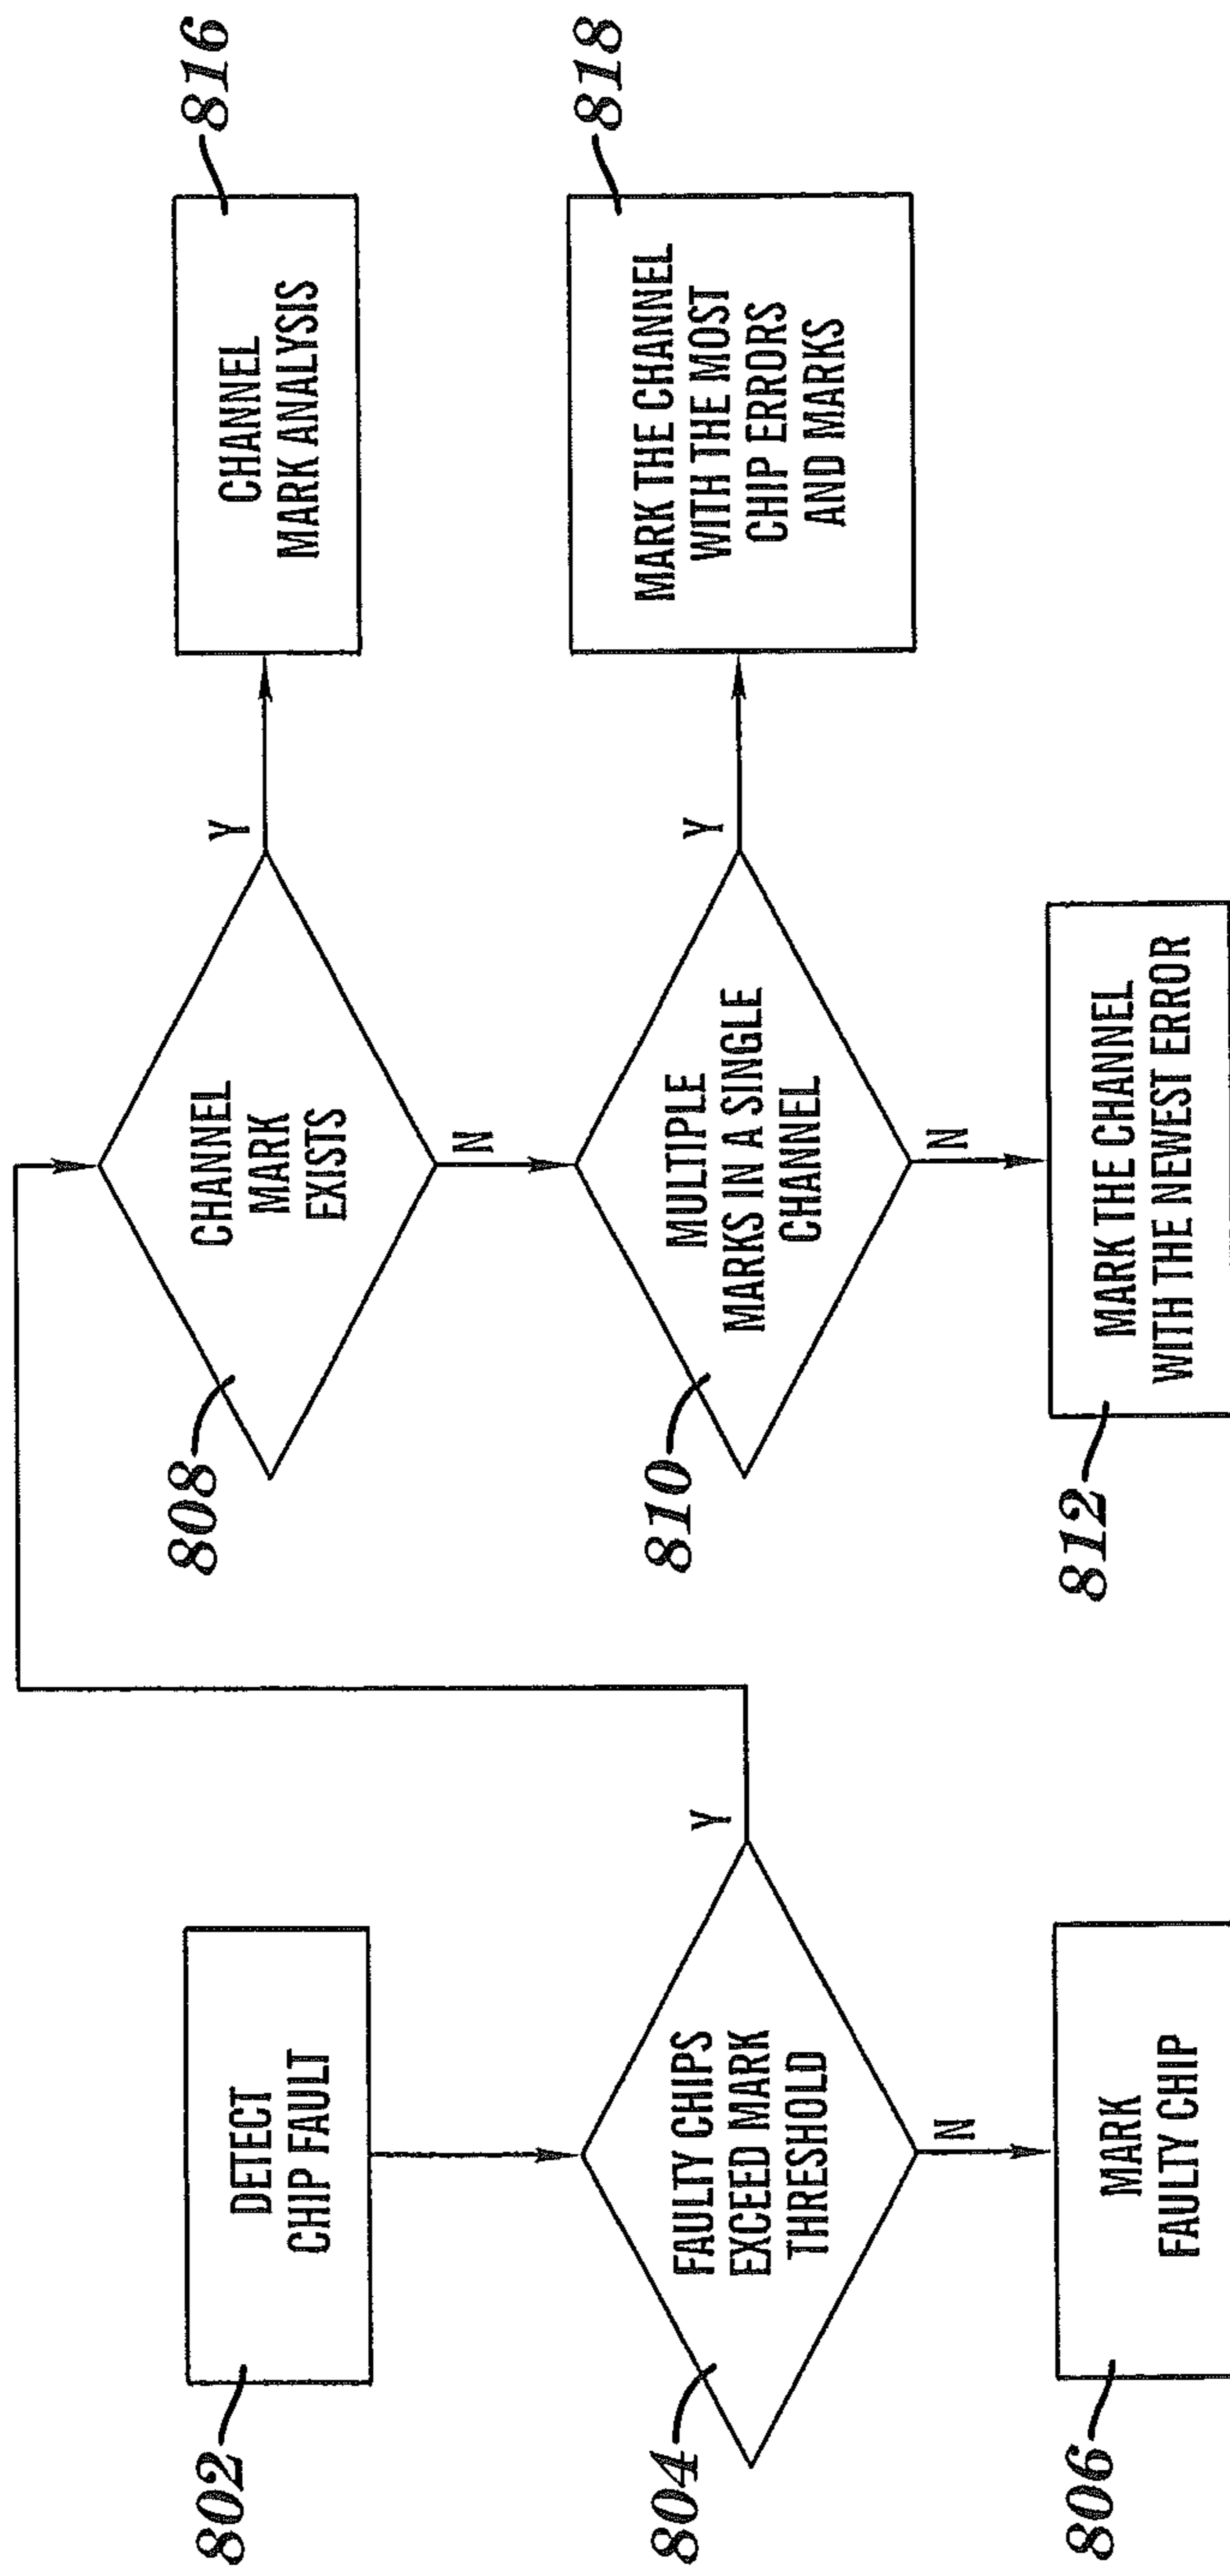 802
DETECT
CHIP FAULT
804
FAULTY CHIPS
EXCEED MARK
THRESHOLD
Y
N
806
MARK
FAULTY CHIP
808
CHANNEL
MARK
EXISTS
Y
N
816
CHANNEL
MARK ANALYSIS
810
MULTIPLE
MARKS IN A SINGLE
CHANNEL
Y
N
818
MARK THE CHANNEL
WITH THE MOST
CHIP ERRORS
AND MARKS
812
MARK THE CHANNEL
WITH THE NEWEST ERROR